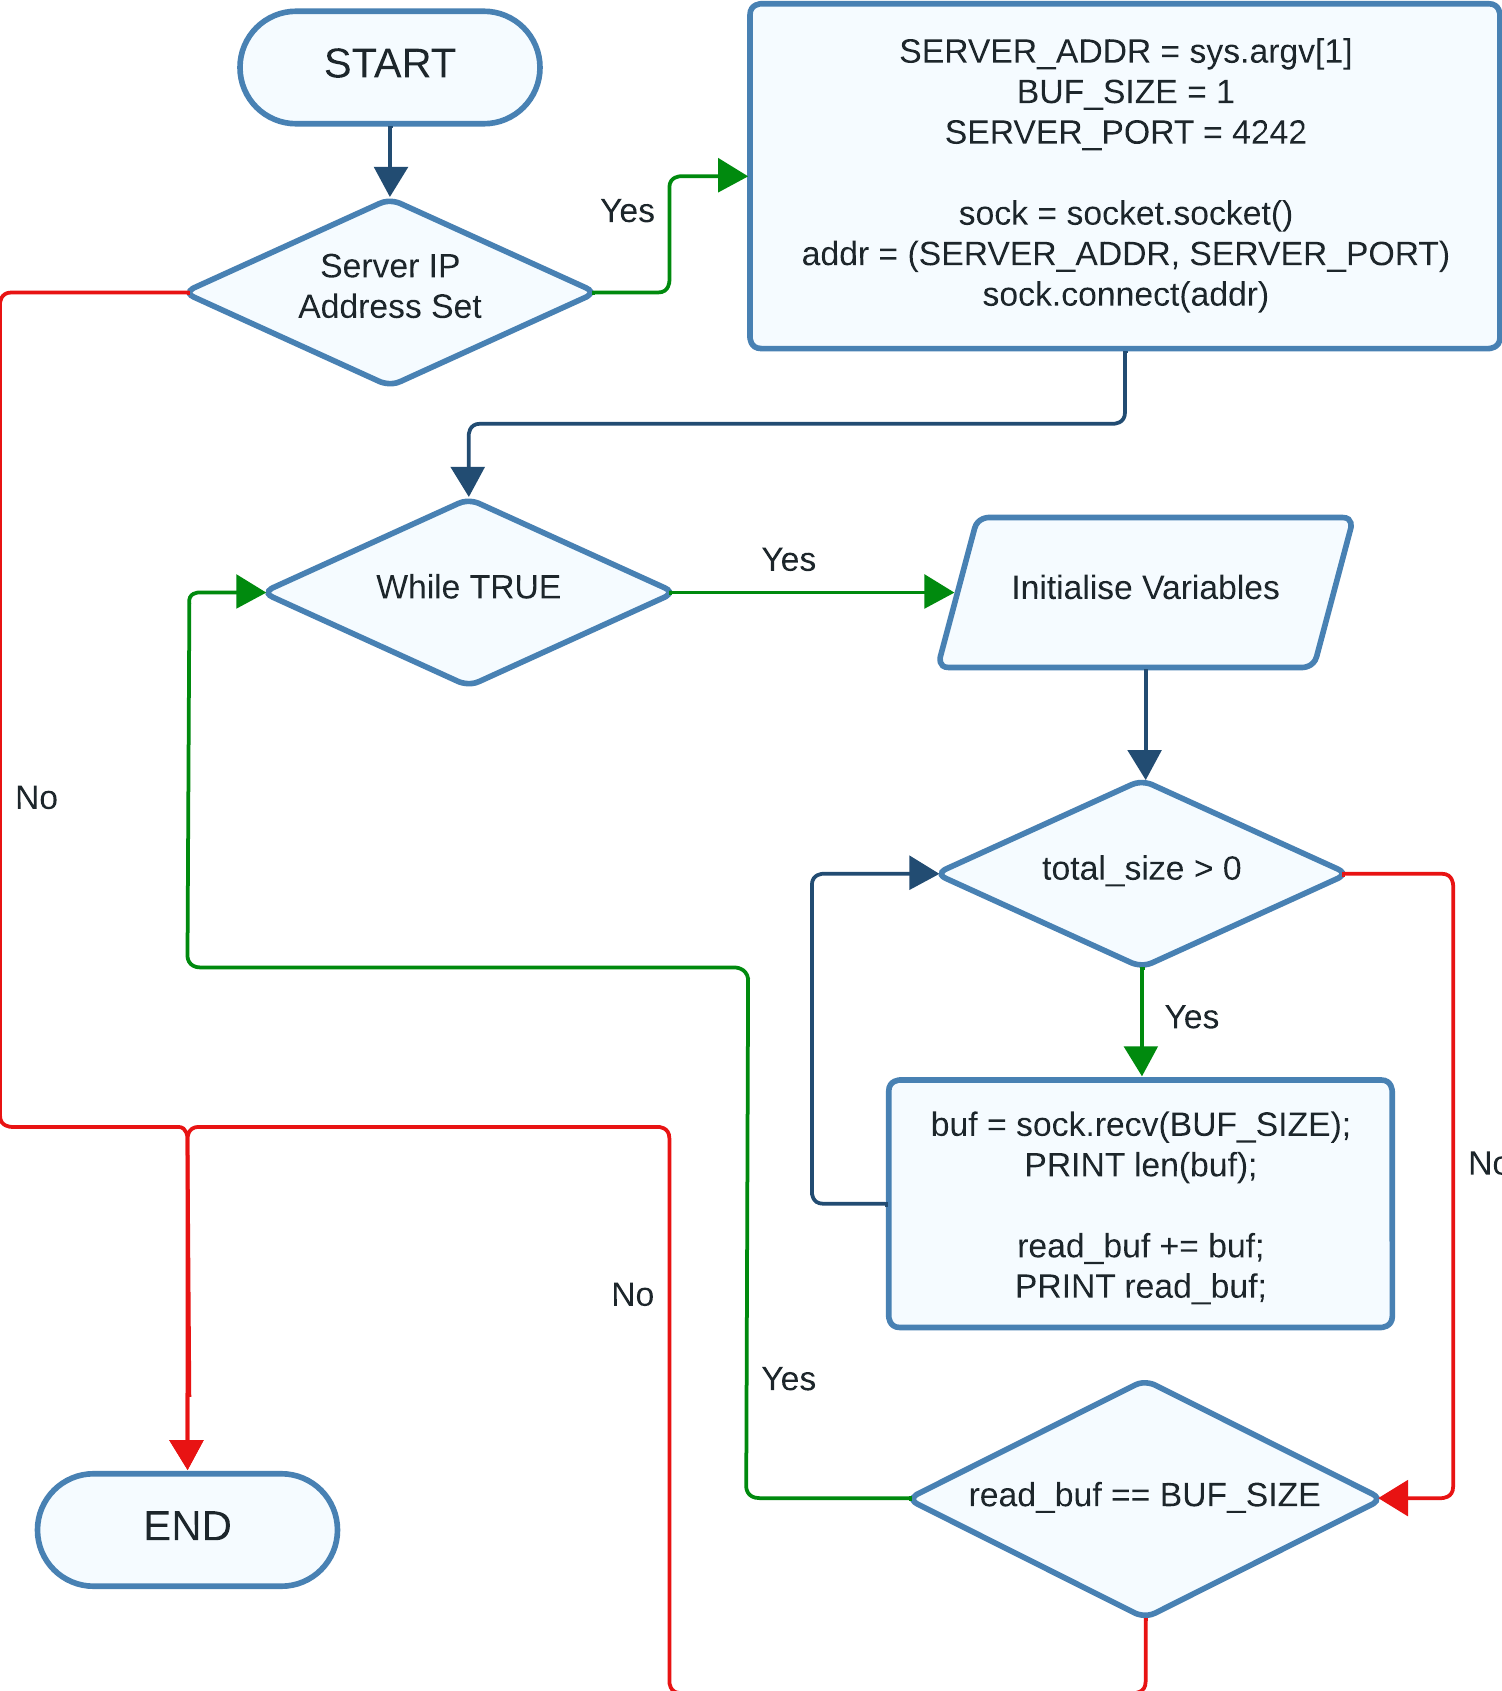 START
SERVER_ADDR = sys.argv[1]
BUF_SIZE = 1
SERVER_PORT = 4242
sock = socket.socket()
addr = (SERVER_ADDR, SERVER_PORT)
sock.connect(addr)
Yes
Server IP
Address Set
While TRUE
Yes
Initialise Variables
No
total_size > 0
Yes
buf = sock.recv(BUF_SIZE);
PRINT len(buf);
read_buf += buf;
PRINT read_buf;
No
No
Yes
read_buf == BUF_SIZE
END